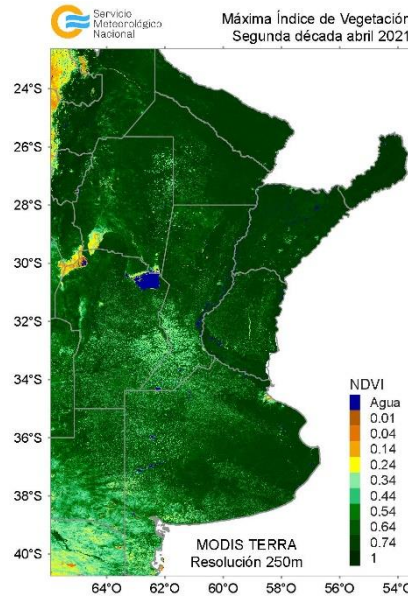 Servicio
Meteorológico
Nacional
Máxima Índice de Vegetación
Segunda década abril 2021
24°S
26°S
28°S
30°S
32°S
34°S
36°S
38°S
40°S
NDVI
Agua
0.01
0.04
0.14
0.24
0.34
0.44
0.54
0.64
0.74
1
MODIS TERRA
Resolución 250m
64°O
62°O
60°O
58°O
56°O
54°O